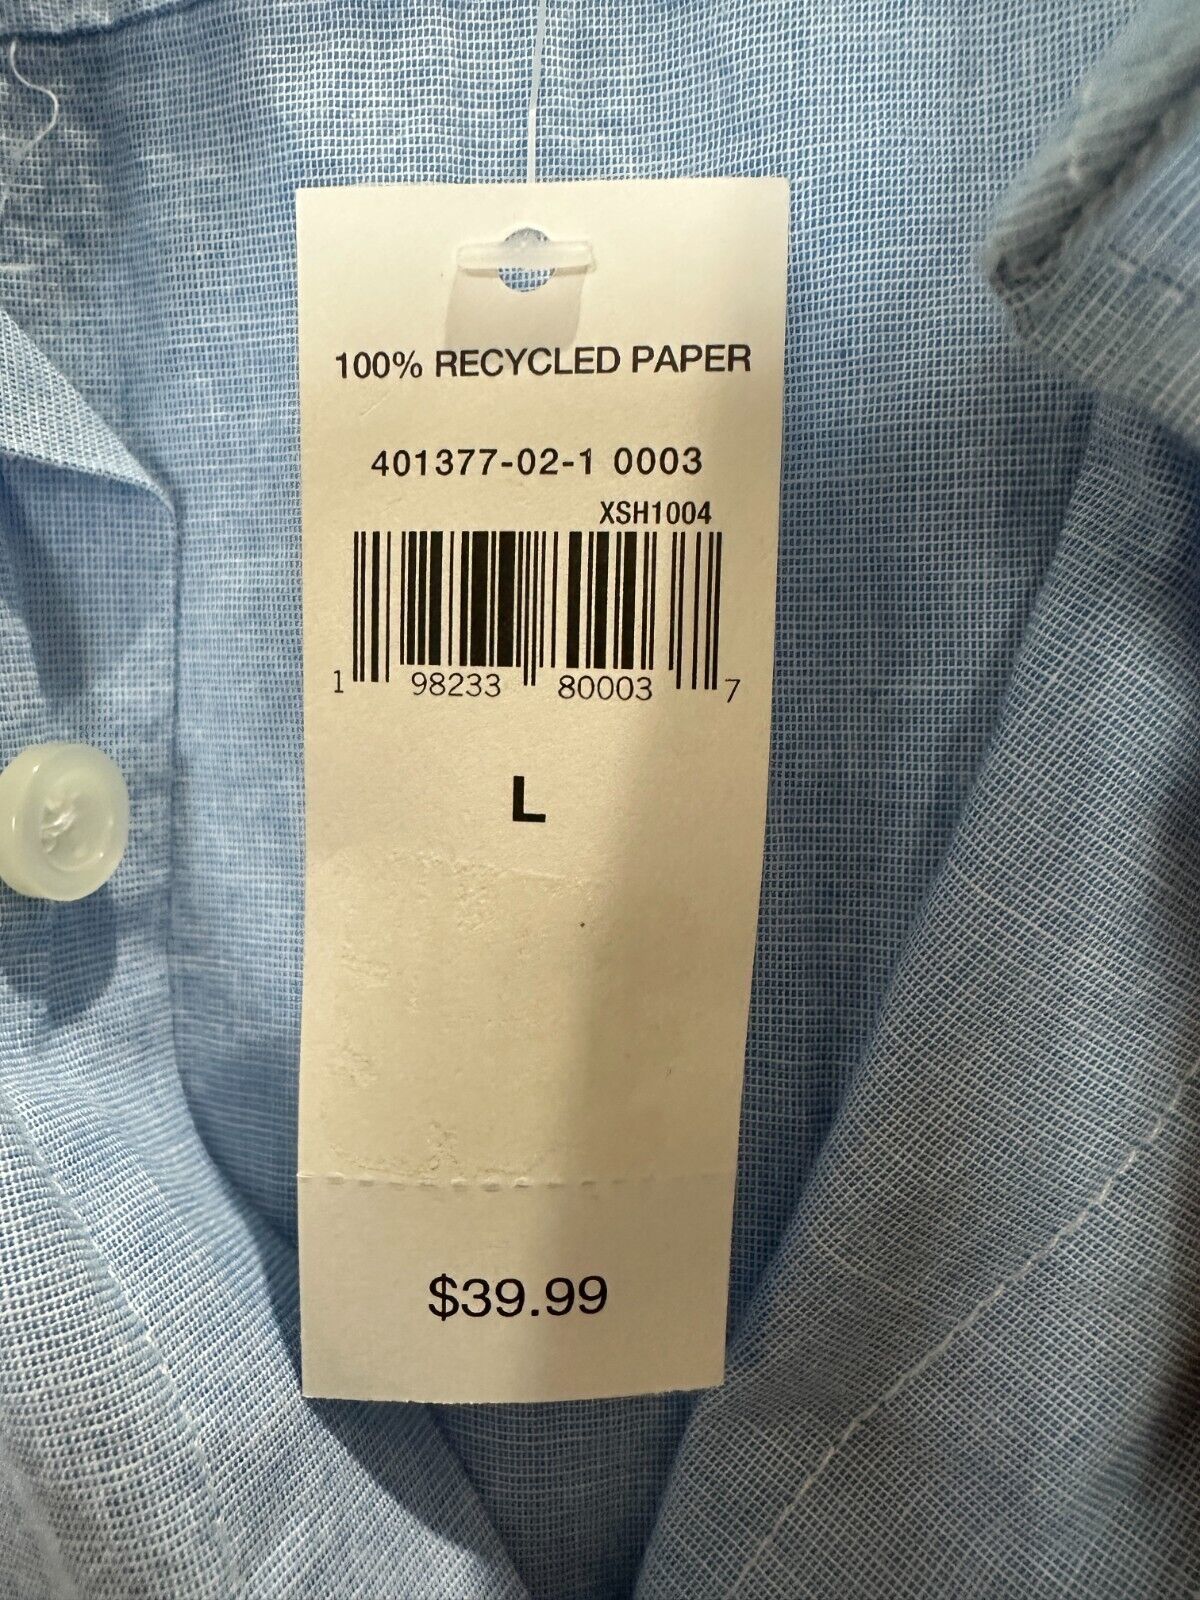 100% RECYCLED PAPER
401377-02-1 0003
XSH1004
1 98233 80003 7
L
$39.99